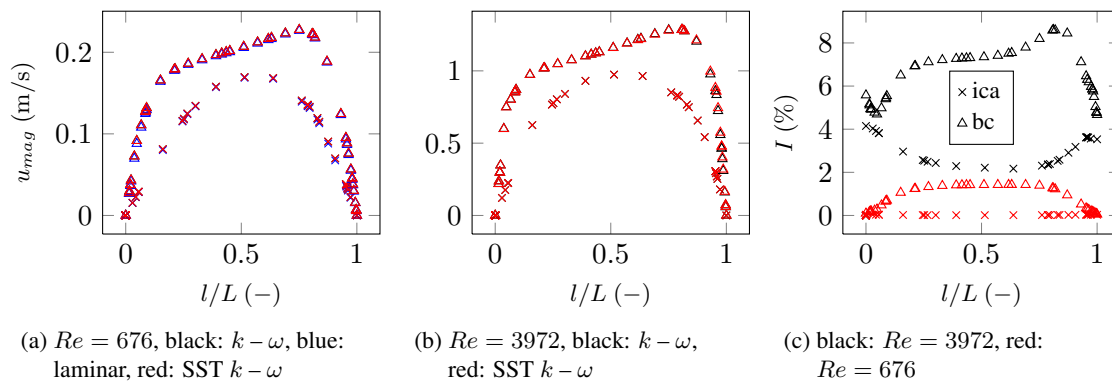 0.2
0.1
0
u_mag (m/s)
0 0.5 1
l/L (−)
1
0.5
0
0 0.5 1
l/L (−)
8
6
4
2
0
I (%)
ica
bc
0 0.5 1
l/L (−)
(a) Re = 676, black: k − ω, blue:
laminar, red: SST k − ω
(b) Re = 3972, black: k − ω,
red: SST k − ω
(c) black: Re = 3972, red:
Re = 676